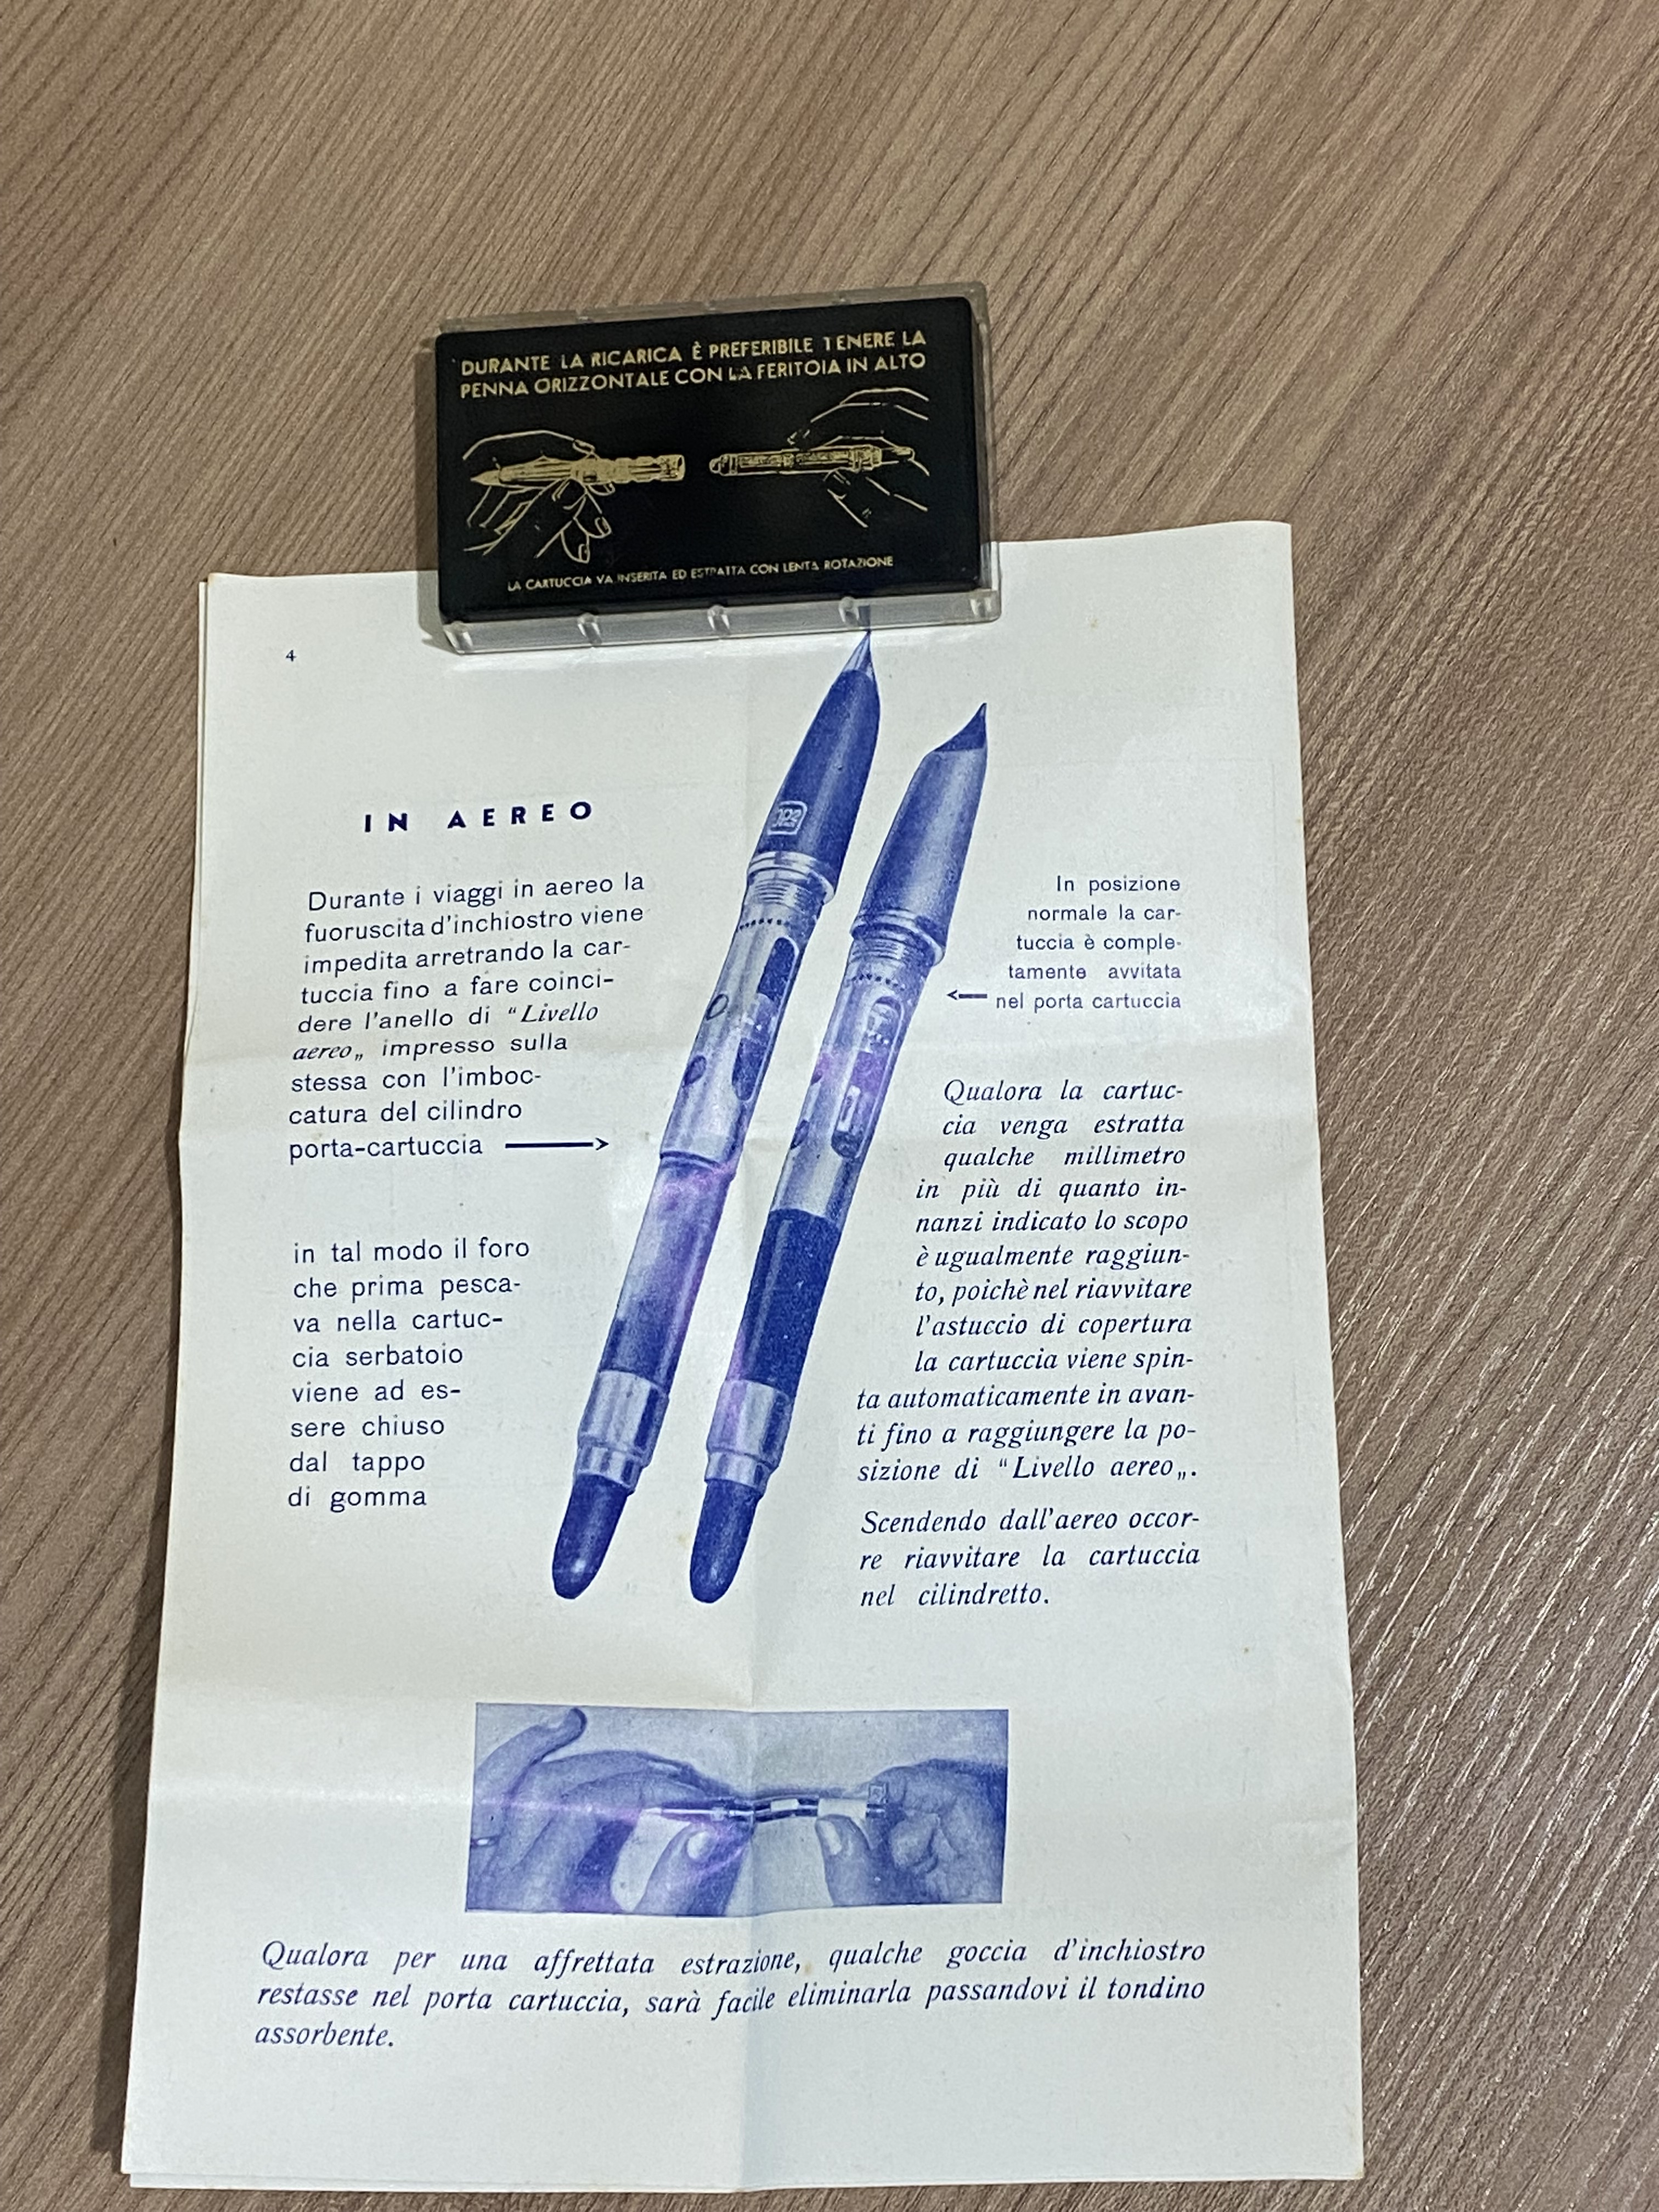 DURANTE LA RICARICA È PREFERIBILE TENERE LA
PENNA ORIZZONTALE CON LA FERITOIA IN ALTO
LA CARTUCCIA VA INSERITA ED ESTRATTA CON LENTA ROTAZIONE
4
IN AEREO
Durante i viaggi in aereo la
fuoruscita d'inchiostro viene
impedita arretrando la car-
tuccia fino a fare coinci-
dere l'anello di “Livello
aereo„ impresso sulla
stessa con l'imboc-
catura del cilindro
porta-cartuccia
in tal modo il foro
che prima pesca-
va nella cartuc-
cia serbatoio
viene ad es-
sere chiuso
dal tappo
di gomma
In posizione
normale la car-
tuccia è comple-
tamente avvitata
nel porta cartuccia
Qualora la cartuc-
cia venga estratta
qualche millimetro
in più di quanto in-
nanzi indicato lo scopo
è ugualmente raggiun-
to, poichè nel riavvitare
l'astuccio di copertura
la cartuccia viene spin-
ta automaticamente in avan-
ti fino a raggiungere la po-
sizione di “Livello aereo„.
Scendendo dall'aereo occor-
re riavvitare la cartuccia
nel cilindretto.
Qualora per una affrettata estrazione, qualche goccia d'inchiostro
restasse nel porta cartuccia, sarà facile eliminarla passandovi il tondino
assorbente.